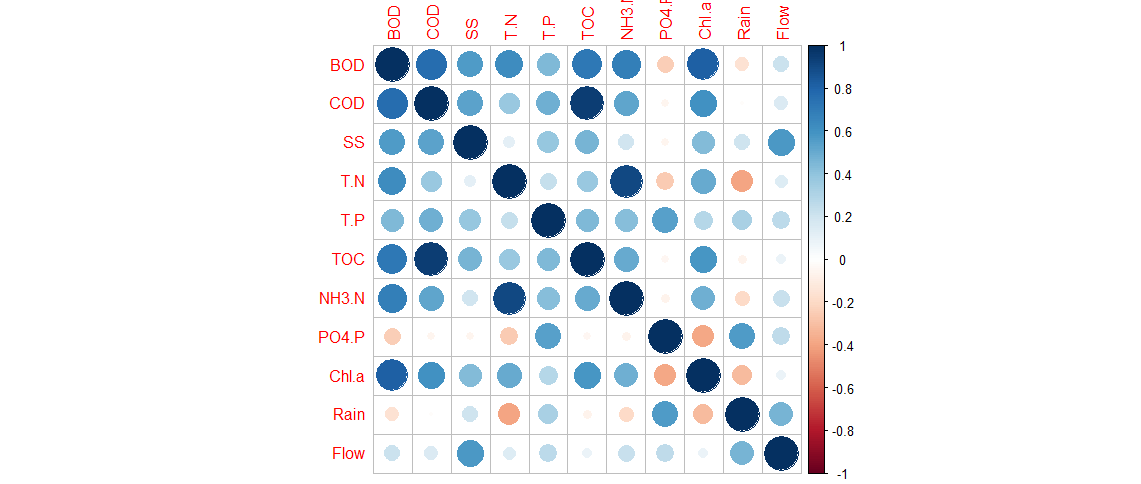 BOD
COD
SS
T.N
T.P
TOC
NH3.N
PO4.P
Chl.a
Rain
Flow
1
BOD
0.8
COD
0.6
SS
0.4
T.N
0.2
T.P
0
TOC
-0.2
NH3.N
-0.4
PO4.P
-0.6
Chl.a
-0.8
Rain
-1
Flow